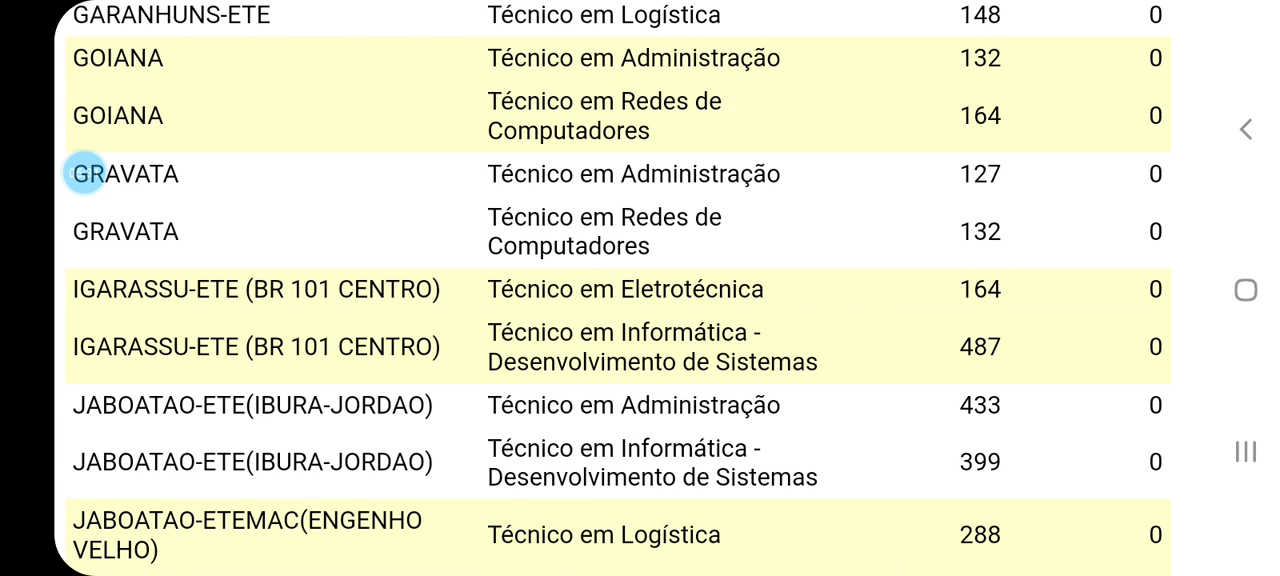 GARANHUNS-ETE Técnico em Logística 148 0
GOIANA Técnico em Administração 132 0
GOIANA Técnico em Redes de Computadores 164 0
GRAVATA Técnico em Administração 127 0
GRAVATA Técnico em Redes de Computadores 132 0
IGARASSU-ETE (BR 101 CENTRO) Técnico em Eletrotécnica 164 0
IGARASSU-ETE (BR 101 CENTRO) Técnico em Informática - Desenvolvimento de Sistemas 487 0
JABOATAO-ETE(IBURA-JORDAO) Técnico em Administração 433 0
JABOATAO-ETE(IBURA-JORDAO) Técnico em Informática - Desenvolvimento de Sistemas 399 0
JABOATAO-ETEMAC(ENGENHO VELHO) Técnico em Logística 288 0